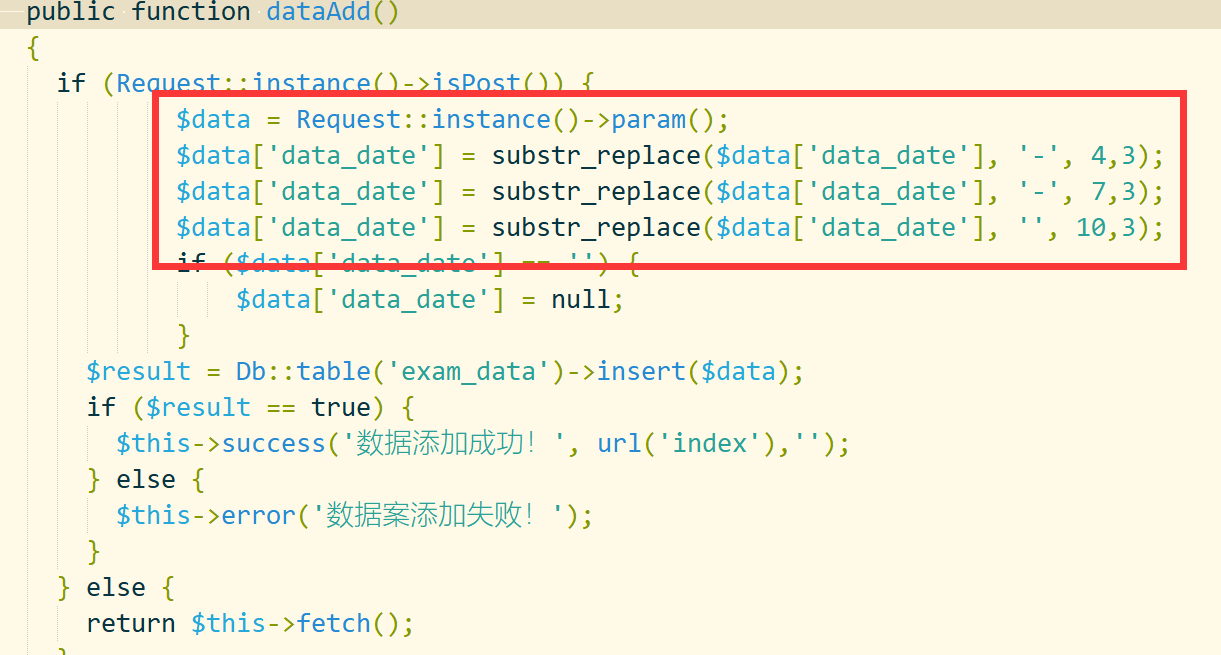 public function dataAdd()
{
if (Request::instance()->isPost()) {
$data = Request::instance()->param();
$data['data_date'] = substr_replace($data['data_date'], '-', 4,3);
$data['data_date'] = substr_replace($data['data_date'], '-', 7,3);
$data['data_date'] = substr_replace($data['data_date'], '', 10,3);
if ($data['data_date'] == '') {
$data['data_date'] = null;
}
$result = Db::table('exam_data')->insert($data);
if ($result == true) {
$this->success('数据添加成功！', url('index'),'');
} else {
$this->error('数据案添加失败！');
}
} else {
return $this->fetch();
}